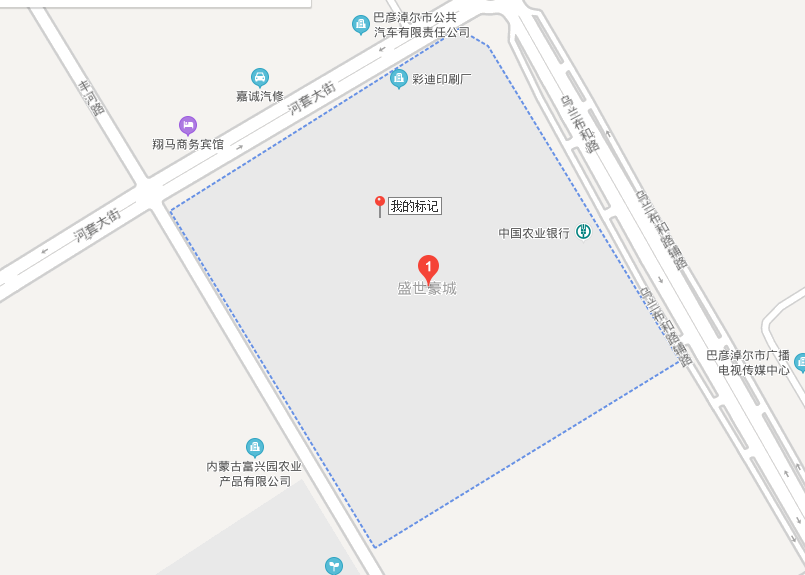 巴彦淖尔市公共
汽车有限责任公司
彩迪印刷厂
嘉诚汽修
河套大街
丰河路
翔马商务宾馆
乌兰布和路
我的标记
河套大街
中国农业银行
乌兰布和路辅路
1
盛世豪城
乌兰布和路辅路
巴彦淖尔市广播
电视传媒中心
内蒙古富兴园农业
产品有限公司